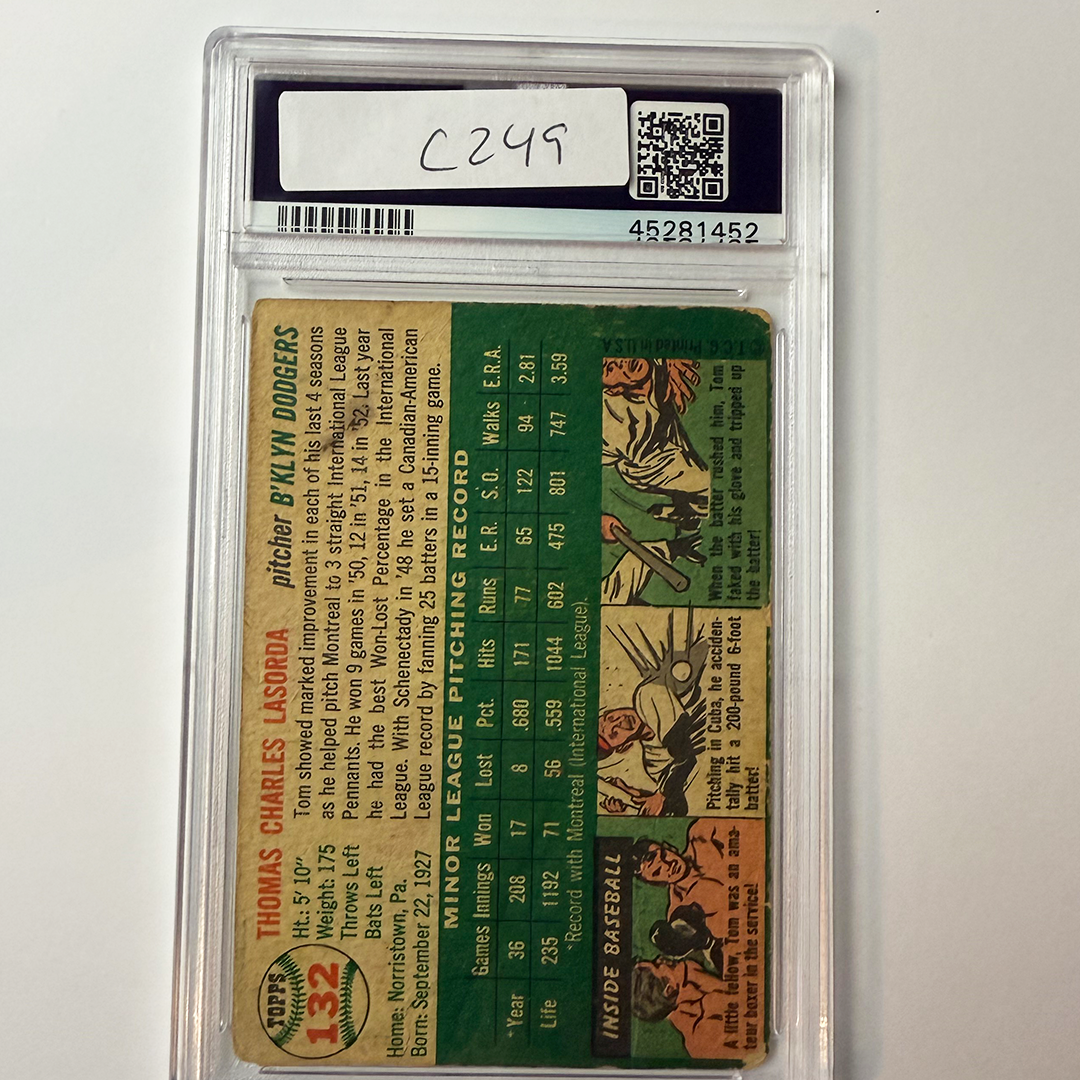 C249
45281452
TOPPS
132
THOMAS CHARLES LASORDA
pitcher B'KLYN DODGERS
Ht.: 5' 10"
Weight: 175
Throws Left
Bats Left
Home: Norristown, Pa.
Born: September 22, 1927
Tom showed marked improvement in each of his last 4 seasons
as he helped pitch Montreal to 3 straight International League
Pennants. He won 9 games in '50, 12 in '51, 14 in '52. Last year
he had the best Won-Lost Percentage in the International
League. With Schenectady in '48 he set a Canadian-American
League record by fanning 25 batters in a 15-inning game.
MINOR LEAGUE PITCHING RECORD
Games Innings Won Lost Pct. Hits Runs E.R. S.O. Walks E.R.A.
*Year 36 208 17 8 .680 171 77 65 122 94 2.81
Life 235 1192 71 56 .559 1044 602 475 801 747 3.59
*Record with Montreal (International League).
INSIDE BASEBALL
A little fellow, Tom was an ama-
teur boxer in the service!
Pitching in Cuba, he acciden-
tally hit a 200-pound 6-foot
batter!
When the batter rushed him, Tom
faked with his glove and tripped up
the batter!
© T.C.G. Printed in U.S.A.